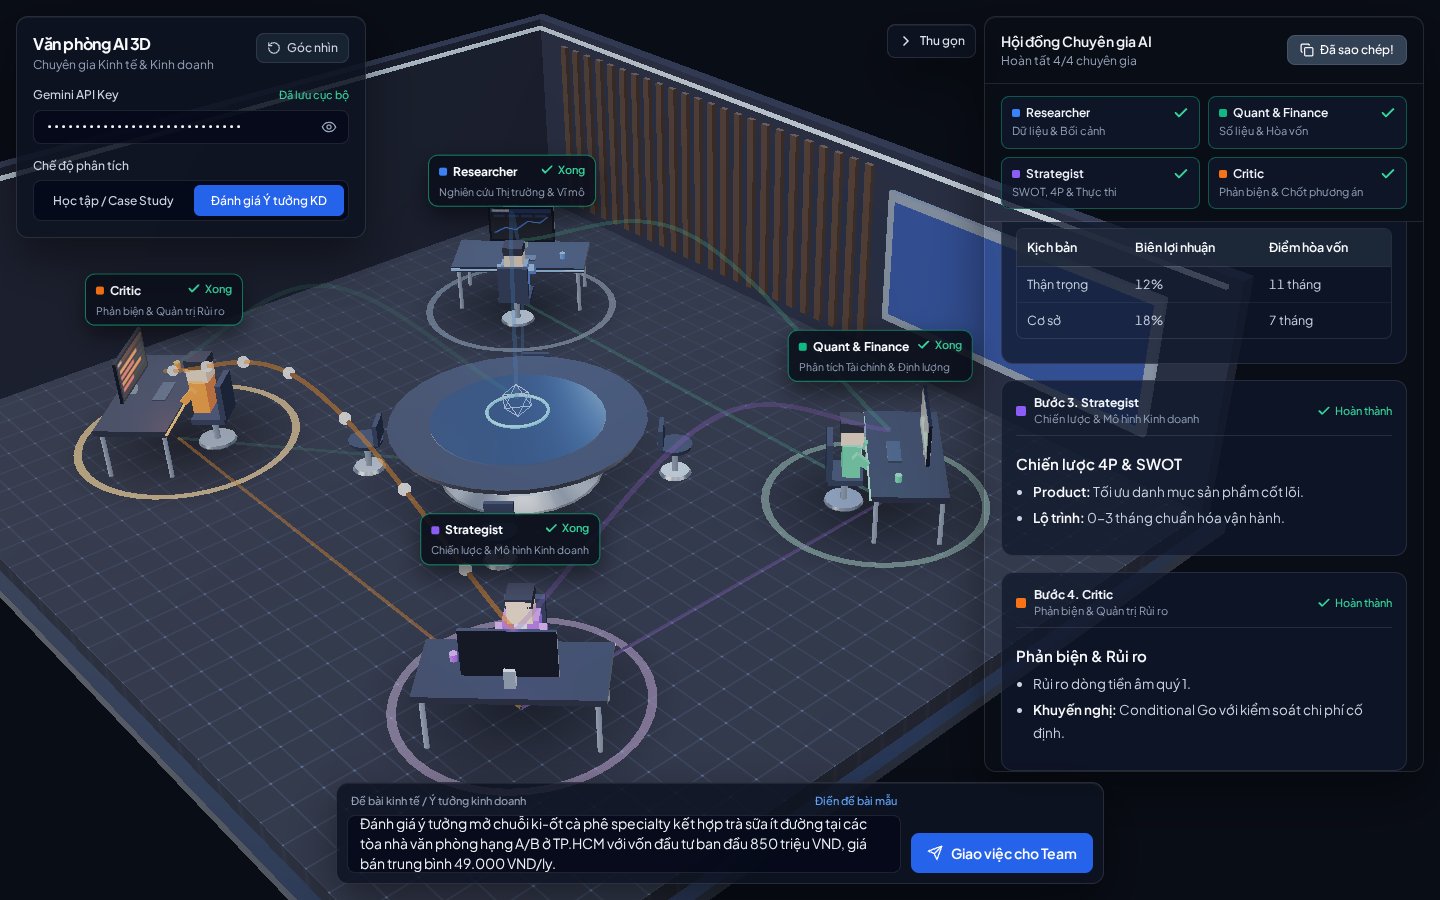 Văn phòng AI 3D
Chuyên gia Kinh tế & Kinh doanh
Góc nhìn
Gemini API Key
Đã lưu cục bộ
Chế độ phân tích
Học tập / Case Study
Đánh giá Ý tưởng KD
Thu gọn
Researcher
Xong
Nghiên cứu Thị trường & Vĩ mô
Critic
Xong
Phản biện & Quản trị Rủi ro
Quant & Finance
Xong
Phân tích Tài chính & Định lượng
Strategist
Xong
Chiến lược & Mô hình Kinh doanh
Hội đồng Chuyên gia AI
Hoàn tất 4/4 chuyên gia
Đã sao chép!
Researcher
Dữ liệu & Bối cảnh
Quant & Finance
Số liệu & Hòa vốn
Strategist
SWOT, 4P & Thực thi
Critic
Phản biện & Chốt phương án
Kịch bản Biên lợi nhuận Điểm hòa vốn
Thận trọng 12% 11 tháng
Cơ sở 18% 7 tháng
Bước 3. Strategist
Chiến lược & Mô hình Kinh doanh
Hoàn thành
Chiến lược 4P & SWOT
• Product: Tối ưu danh mục sản phẩm cốt lõi.
• Lộ trình: 0–3 tháng chuẩn hóa vận hành.
Bước 4. Critic
Phản biện & Quản trị Rủi ro
Hoàn thành
Phản biện & Rủi ro
• Rủi ro dòng tiền âm quý 1.
• Khuyến nghị: Conditional Go với kiểm soát chi phí cố
định.
Đề bài kinh tế / Ý tưởng kinh doanh
Điền đề bài mẫu
Đánh giá ý tưởng mở chuỗi ki-ốt cà phê specialty kết hợp trà sữa ít đường tại các
tòa nhà văn phòng hạng A/B ở TP.HCM với vốn đầu tư ban đầu 850 triệu VND, giá
bán trung bình 49.000 VND/ly.
Giao việc cho Team